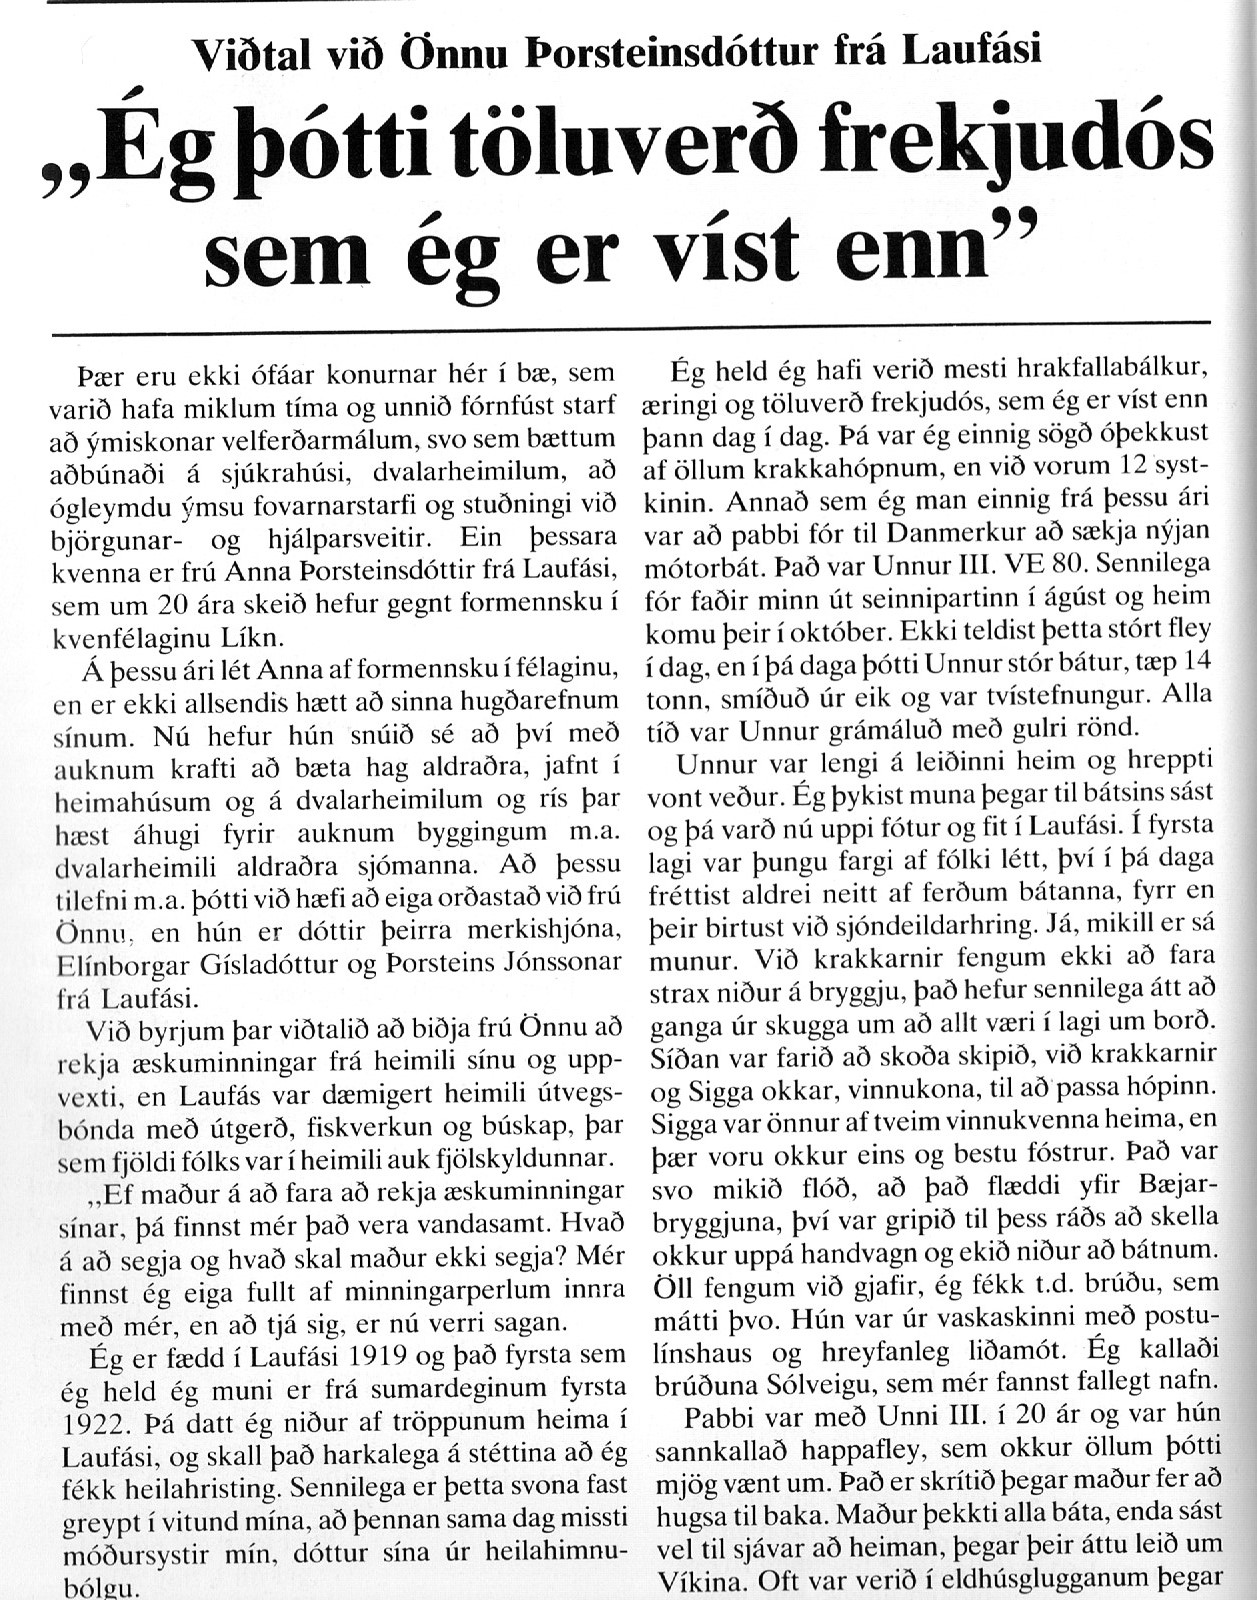 Viðtal við Önnu Þorsteinsdóttur frá Laufási
„Ég þótti töluverð frekjudós
sem ég er víst enn”
Þær eru ekki ófáar konurnar hér í bæ, sem
varið hafa miklum tíma og unnið fórnfúst starf
að ýmiskonar velferðarmálum, svo sem bættum
aðbúnaði á sjúkrahúsi, dvalarheimilum, að
ógleymdu ýmsu fovarnarstarfi og stuðningi við
björgunar- og hjálparsveitir. Ein þessara
kvenna er frú Anna Þorsteinsdóttir frá Laufási,
sem um 20 ára skeið hefur gegnt formennsku í
kvenfélaginu Líkn.
Á þessu ári lét Anna af formennsku í félaginu,
en er ekki allsendis hætt að sinna hugðarefnum
sínum. Nú hefur hún snúið sé að því með
auknum krafti að bæta hag aldraðra, jafnt í
heimahúsum og á dvalarheimilum og rís þar
hæst áhugi fyrir auknum byggingum m.a.
dvalarheimili aldraðra sjómanna. Að þessu
tilefni m.a. þótti við hæfi að eiga orðastað við frú
Önnu, en hún er dóttir þeirra merkishjóna,
Elínborgar Gísladóttur og Þorsteins Jónssonar
frá Laufási.
Við byrjum þar viðtalið að biðja frú Önnu að
rekja æskuminningar frá heimili sínu og upp-
vexti, en Laufás var dæmigert heimili útvegs-
bónda með útgerð, fiskverkun og búskap, þar
sem fjöldi fólks var í heimili auk fjölskyldunnar.
„Ef maður á að fara að rekja æskuminningar
sínar, þá finnst mér það vera vandasamt. Hvað
á að segja og hvað skal maður ekki segja? Mér
finnst ég eiga fullt af minningarperlum innra
með mér, en að tjá sig, er nú verri sagan.
Ég er fædd í Laufási 1919 og það fyrsta sem
ég held ég muni er frá sumardeginum fyrsta
1922. Þá datt ég niður af tröppunum heima í
Laufási, og skall það harkalega á stéttina að ég
fékk heilahristing. Sennilega er þetta svona fast
greypt í vitund mína, að þennan sama dag missti
móðursystir mín, dóttur sína úr heilahimnu-
bólgu.
Ég held ég hafi verið mesti hrakfallabálkur,
æringi og töluverð frekjudós, sem ég er víst enn
þann dag í dag. Þá var ég einnig sögð óþekkust
af öllum krakkahópnum, en við vorum 12 syst-
kinin. Annað sem ég man einnig frá þessu ári
var að pabbi fór til Danmerkur að sækja nýjan
mótorbát. Það var Unnur III. VE 80. Sennilega
fór faðir minn út seinnipartinn í ágúst og heim
komu þeir í október. Ekki teldist þetta stórt fley
í dag, en í þá daga þótti Unnur stór bátur, tæp 14
tonn, smíðuð úr eik og var tvístefnungur. Alla
tíð var Unnur grámáluð með gulri rönd.
Unnur var lengi á leiðinni heim og hreppti
vont veður. Ég þykist muna þegar til bátsins sást
og þá varð nú uppi fótur og fit í Laufási. Í fyrsta
lagi var þungu fargi af fólki létt, því í þá daga
fréttist aldrei neitt af ferðum bátanna, fyrr en
þeir birtust við sjóndeildarhring. Já, mikill er sá
munur. Við krakkarnir fengum ekki að fara
strax niður á bryggju, það hefur sennilega átt að
ganga úr skugga um að allt væri í lagi um borð.
Síðan var farið að skoða skipið, við krakkarnir
og Sigga okkar, vinnukona, til að passa hópinn.
Sigga var önnur af tveim vinnukvenna heima, en
þær voru okkur eins og bestu fóstrur. Það var
svo mikið flóð, að það flæddi yfir Bæjar-
bryggjuna, því var gripið til þess ráðs að skella
okkur uppá handvagn og ekið niður að bátnum.
Öll fengum við gjafir, ég fékk t.d. brúðu, sem
mátti þvo. Hún var úr vaskaskinni með postu-
línshaus og hreyfanleg liðamót. Ég kallaði
brúðuna Sólveigu, sem mér fannst fallegt nafn.
Pabbi var með Unni III. í 20 ár og var hún
sannkallað happafley, sem okkur öllum þótti
mjög vænt um. Það er skrítið þegar maður fer að
hugsa til baka. Maður þekkti alla báta, enda sást
vel til sjávar að heiman, þegar þeir áttu leið um
Víkina. Oft var verið í eldhúsglugganum þegar